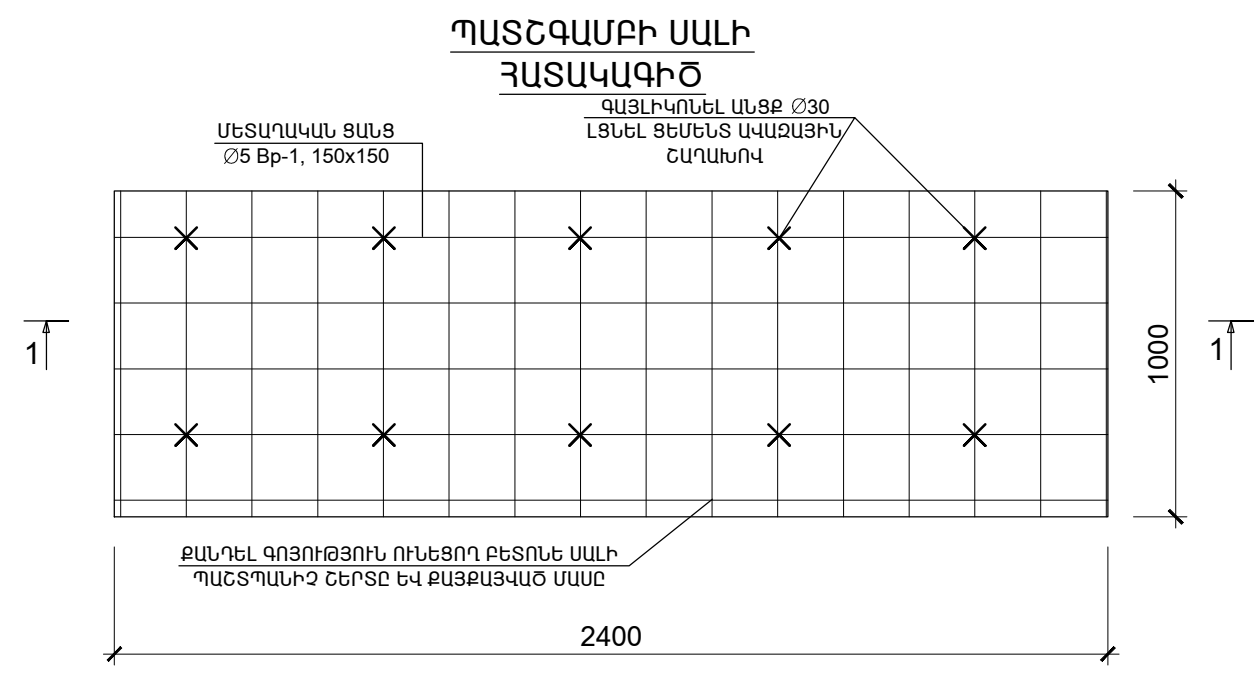 ՊԱՏՇԳԱՄԲԻ ՍԱԼԻ
ՀԱՏԱԿԱԳԻԾ
ՄԵՏԱՂԱԿԱՆ ՑԱՆՑ
∅5 Bp-1, 150x150
ԳԱՅԼԻԿՈՆԵԼ ԱՆՑՔ ∅30
ԼՑՆԵԼ ՑԵՄԵՆՏ ԱՎԱԶԱՅԻՆ
ՇԱՂԱԽՈՎ
1
1
1000
ՔԱՆԴԵԼ ԳՈՅՈՒԹՅՈՒՆ ՈՒՆԵՑՈՂ ԲԵՏՈՆԵ ՍԱԼԻ
ՊԱՇՏՊԱՆԻՉ ՇԵՐՏԸ ԵՎ ՔԱՅՔԱՅՎԱԾ ՄԱՍԸ
2400